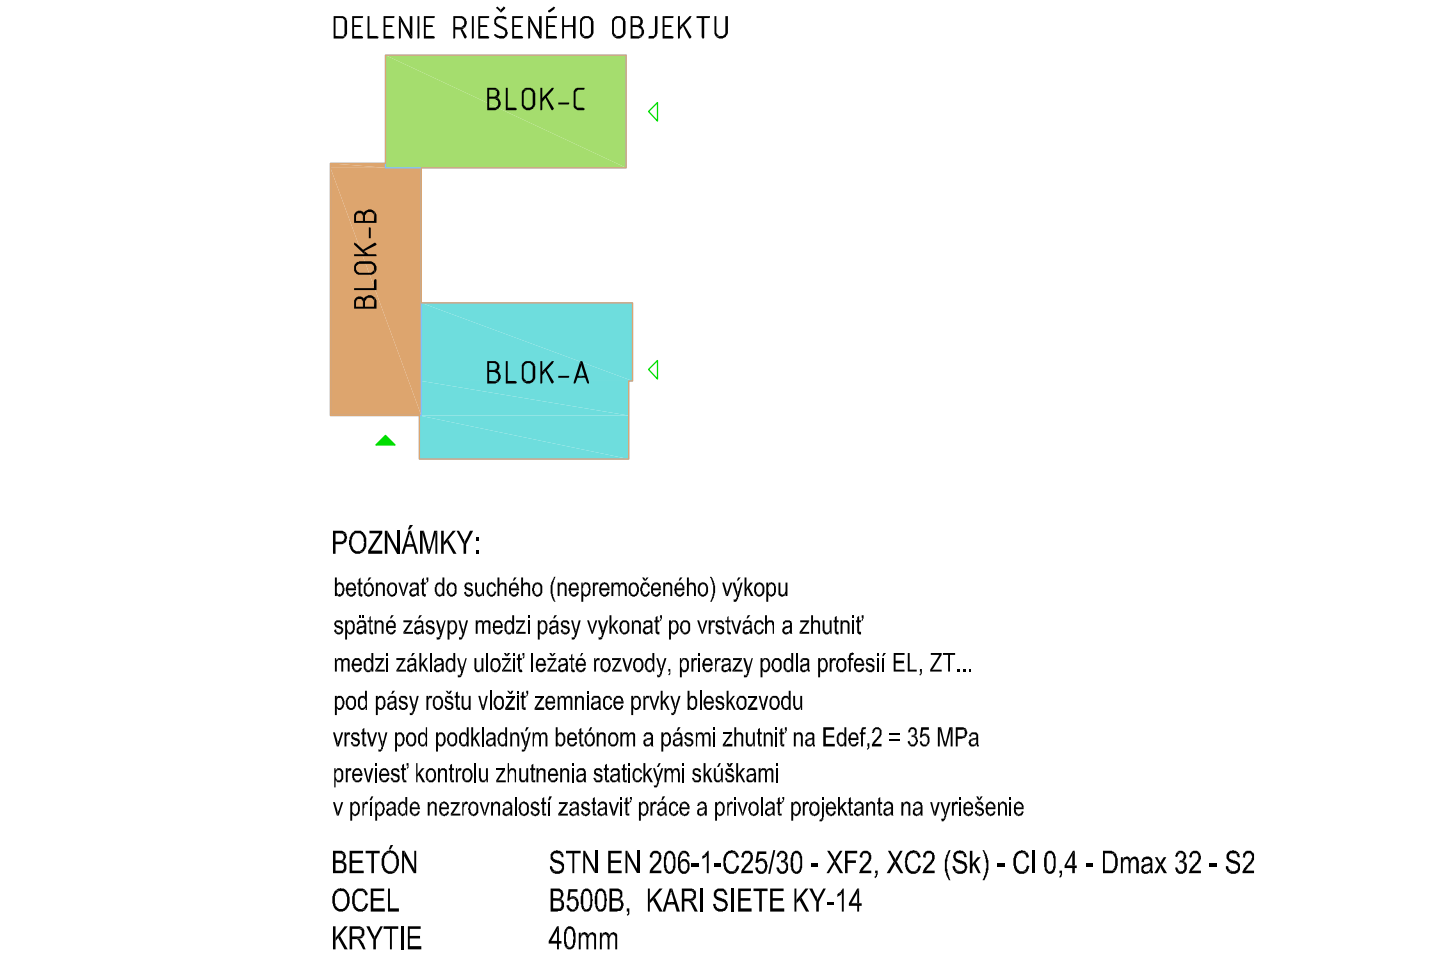 DELENIE RIEŠENÉHO OBJEKTU
BLOK-C
BLOK-B
BLOK-A
POZNÁMKY:
betónovať do suchého (nepremočeného) výkopu
spätné zásypy medzi pásy vykonať po vrstvách a zhutniť
medzi základy uložiť ležaté rozvody, prierazy podla profesií EL, ZT...
pod pásy roštu vložiť zemniace prvky bleskozvodu
vrstvy pod podkladným betónom a pásmi zhutniť na Edef,2 = 35 MPa
previesť kontrolu zhutnenia statickými skúškami
v prípade nezrovnalostí zastaviť práce a privolať projektanta na vyriešenie
BETÓN STN EN 206-1-C25/30 - XF2, XC2 (Sk) - Cl 0,4 - Dmax 32 - S2
OCEL B500B, KARI SIETE KY-14
KRYTIE 40mm